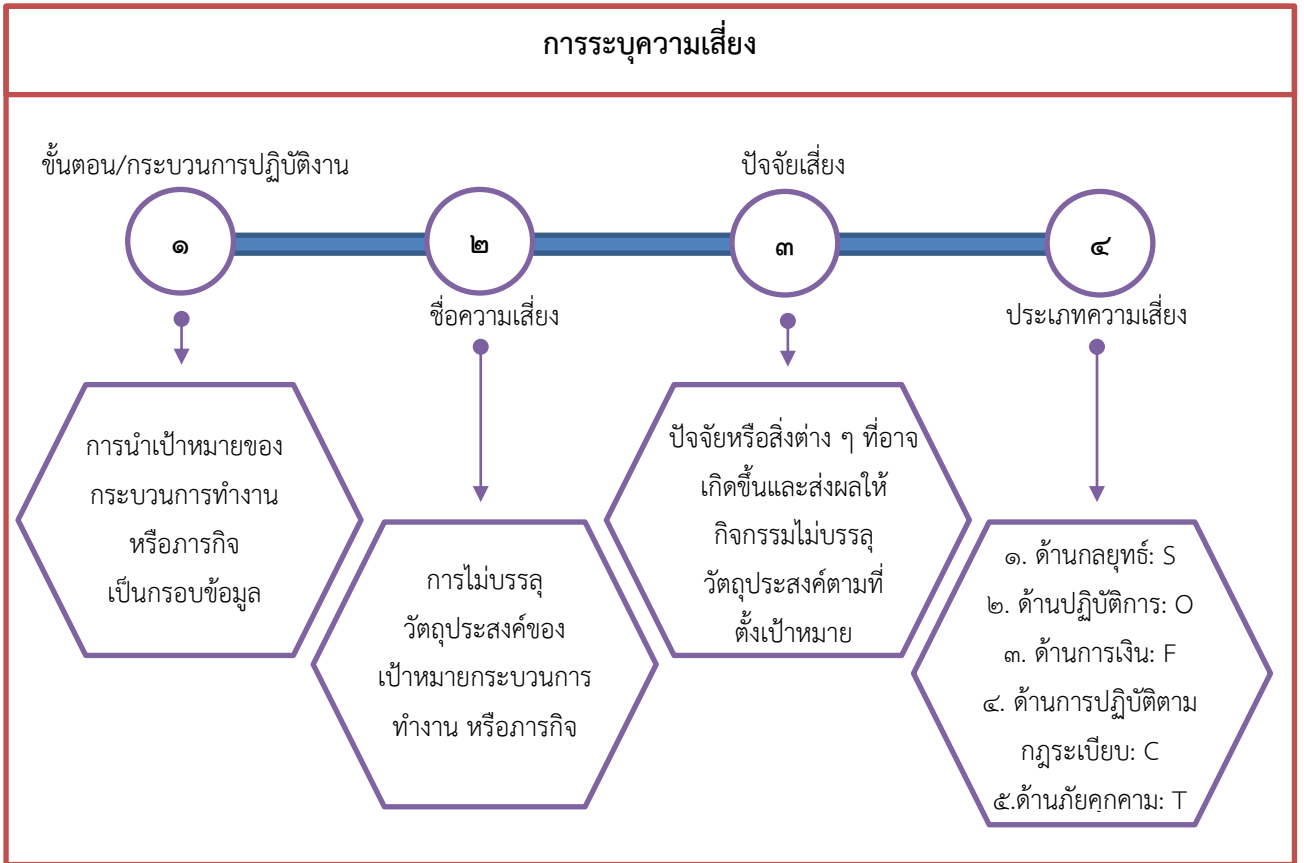 การระบุความเสี่ยง
ขั้นตอน/กระบวนการปฏิบัติงาน
ปัจจัยเสี่ยง
๑
๒
๓
๔
ชื่อความเสี่ยง
ประเภทความเสี่ยง
การนำเป้าหมายของ
กระบวนการทำงาน
หรือภารกิจ
เป็นกรอบข้อมูล
การไม่บรรลุ
วัตถุประสงค์ของ
เป้าหมายกระบวนการ
ทำงาน หรือภารกิจ
ปัจจัยหรือสิ่งต่าง ๆ ที่อาจ
เกิดขึ้นและส่งผลให้
กิจกรรมไม่บรรลุ
วัตถุประสงค์ตามที่
ตั้งเป้าหมาย
๑. ด้านกลยุทธ์: S
๒. ด้านปฏิบัติการ: O
๓. ด้านการเงิน: F
๔. ด้านการปฏิบัติตาม
กฎระเบียบ: C
๕.ด้านภัยคุกคาม: T